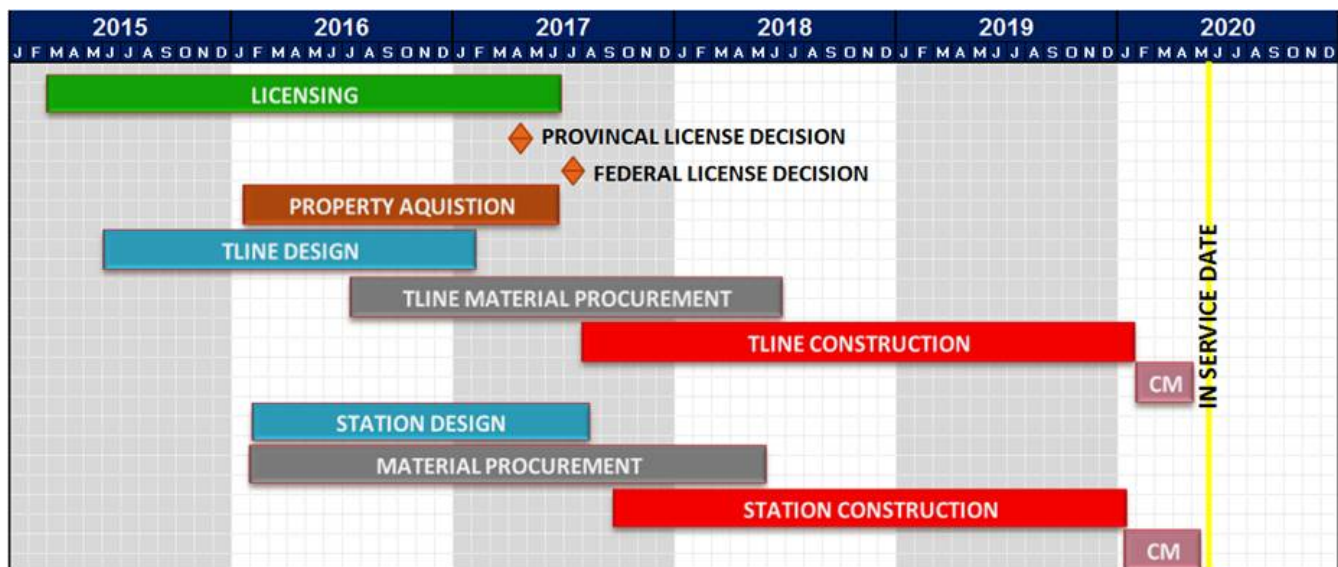 2015 2016 2017 2018 2019 2020
J F M A M J J A S O N D J F M A M J J A S O N D J F M A M J J A S O N D J F M A M J J A S O N D J F M A M J J A S O N D J F M A M J J A S O N D
LICENSING
PROVINCAL LICENSE DECISION
FEDERAL LICENSE DECISION
PROPERTY AQUISTION
TLINE DESIGN
TLINE MATERIAL PROCUREMENT
TLINE CONSTRUCTION
CM
IN SERVICE DATE
STATION DESIGN
MATERIAL PROCUREMENT
STATION CONSTRUCTION
CM